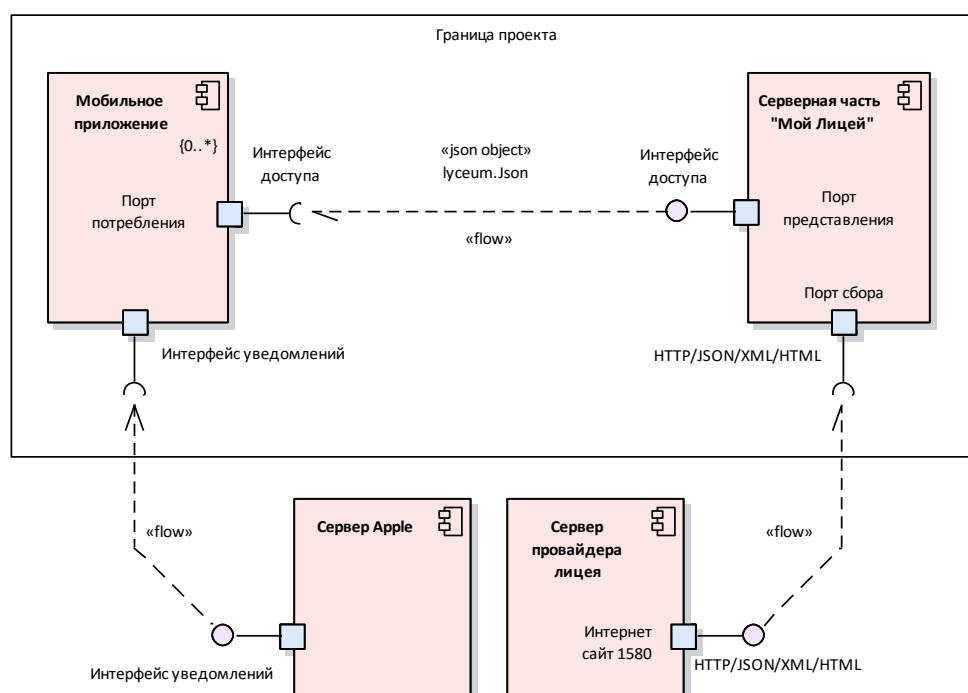 Граница проекта
Мобильное
приложение
{0..*}
Порт
потребления
Интерфейс
доступа
«json object»
lyceum.Json
«flow»
Интерфейс
доступа
Серверная часть
"Мой Лицей"
Порт
представления
Порт сбора
Интерфейс уведомлений
HTTP/JSON/XML/HTML
«flow»
Сервер Apple
Интерфейс уведомлений
Сервер
провайдера
лицея
Интернет
сайт 1580
«flow»
HTTP/JSON/XML/HTML